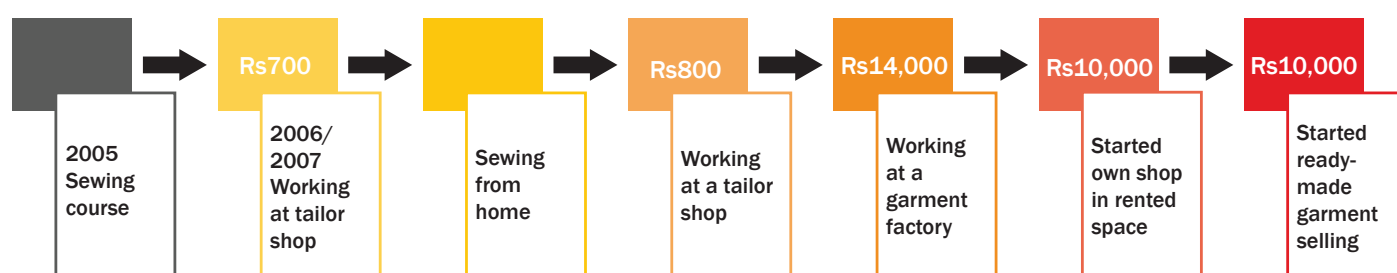 2005
Sewing
course
Rs700
2006/
2007
Working
at tailor
shop
Sewing
from
home
Rs800
Working
at a tailor
shop
Rs14,000
Working
at a
garment
factory
Rs10,000
Started
own shop
in rented
space
Rs10,000
Started
ready-
made
garment
selling